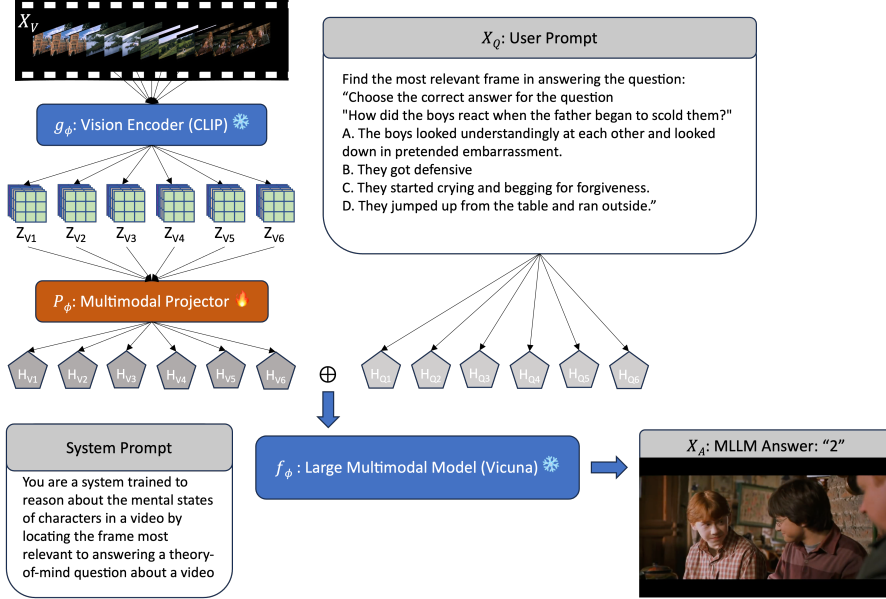 X_V
X_Q: User Prompt
Find the most relevant frame in answering the question:
“Choose the correct answer for the question
"How did the boys react when the father began to scold them?"
A. The boys looked understandingly at each other and looked
down in pretended embarrassment.
B. They got defensive
C. They started crying and begging for forgiveness.
D. They jumped up from the table and ran outside.”
g_ϕ: Vision Encoder (CLIP)
Z_V1 Z_V2 Z_V3 Z_V4 Z_V5 Z_V6
P_ϕ: Multimodal Projector
H_V1 H_V2 H_V3 H_V4 H_V5 H_V6 ⊕ H_Q1 H_Q2 H_Q3 H_Q4 H_Q5 H_Q6
System Prompt
You are a system trained to
reason about the mental states
of characters in a video by
locating the frame most
relevant to answering a theory-
of-mind question about a video
f_ϕ : Large Multimodal Model (Vicuna)
X_A: MLLM Answer: “2”